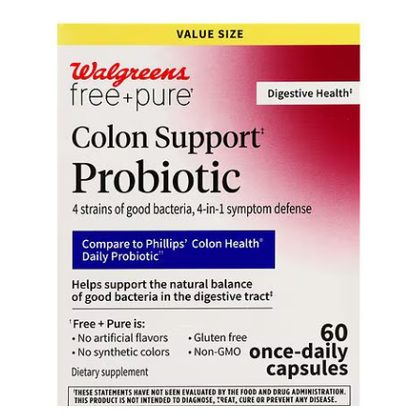 VALUE SIZE
Walgreens
free+pure†
Digestive Health‡
Colon Support‡
Probiotic
4 strains of good bacteria, 4-in-1 symptom defense
Compare to Phillips' Colon Health®
Daily Probiotic^^
Helps support the natural balance
of good bacteria in the digestive tract‡
†Free + Pure is:
• No artificial flavors
• Gluten free
• No synthetic colors
• Non-GMO
60
once-daily
capsules
Dietary supplement
‡THESE STATEMENTS HAVE NOT BEEN EVALUATED BY THE FOOD AND DRUG ADMINISTRATION.
THIS PRODUCT IS NOT INTENDED TO DIAGNOSE, TREAT, CURE OR PREVENT ANY DISEASE.